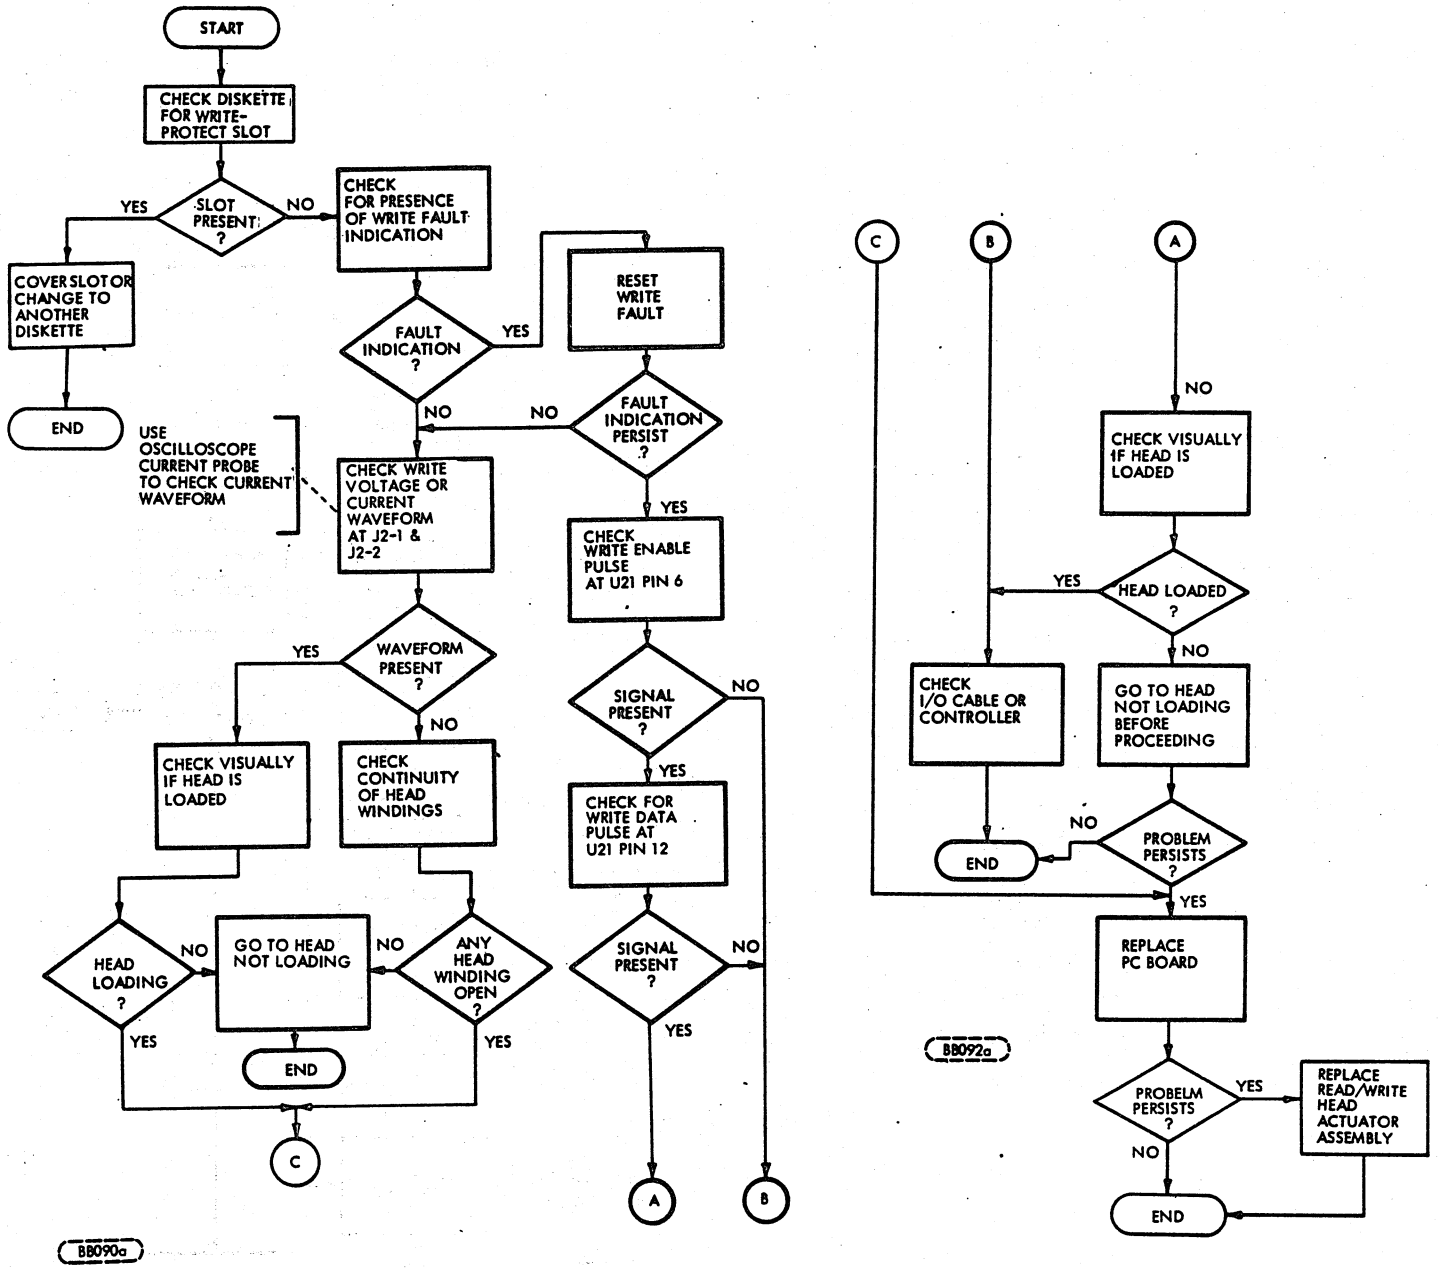 START
CHECK DISKETTE
FOR WRITE-
PROTECT SLOT
SLOT
PRESENT
?
YES
NO
COVER SLOT OR
CHANGE TO
ANOTHER
DISKETTE
END
CHECK
FOR PRESENCE
OF WRITE FAULT
INDICATION
FAULT
INDICATION
?
YES
NO
RESET
WRITE
FAULT
FAULT
INDICATION
PERSIST
?
NO
YES
USE
OSCILLOSCOPE
CURRENT PROBE
TO CHECK CURRENT
WAVEFORM
CHECK WRITE
VOLTAGE OR
CURRENT
WAVEFORM
AT J2-1 &
J2-2
WAVEFORM
PRESENT
?
YES
NO
CHECK VISUALLY
IF HEAD IS
LOADED
CHECK
CONTINUITY
OF HEAD
WINDINGS
HEAD
LOADING
?
NO
YES
GO TO HEAD
NOT LOADING
END
ANY
HEAD
WINDING
OPEN
?
NO
YES
C
CHECK
WRITE ENABLE
PULSE
AT U21 PIN 6
SIGNAL
PRESENT
?
NO
YES
CHECK FOR
WRITE DATA
PULSE AT
U21 PIN 12
SIGNAL
PRESENT
?
NO
YES
A
B
BB090a
C
B
A
NO
CHECK VISUALLY
IF HEAD IS
LOADED
HEAD LOADED
?
YES
NO
CHECK
I/O CABLE OR
CONTROLLER
GO TO HEAD
NOT LOADING
BEFORE
PROCEEDING
PROBLEM
PERSISTS
?
NO
END
YES
REPLACE
PC BOARD
BB092a
PROBELM
PERSISTS
?
YES
NO
REPLACE
READ/WRITE
HEAD
ACTUATOR
ASSEMBLY
END